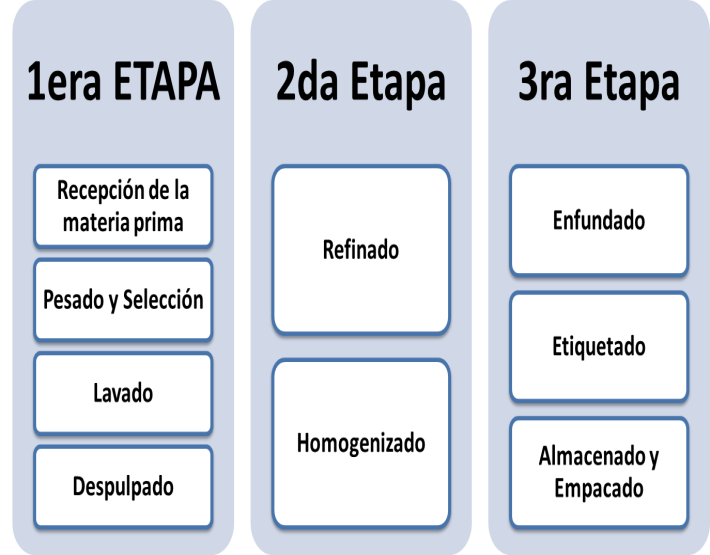 1era ETAPA
Recepción de la
materia prima
Pesado y Selección
Lavado
Despulpado
2da Etapa
Refinado
Homogenizado
3ra Etapa
Enfundado
Etiquetado
Almacenado y
Empacado